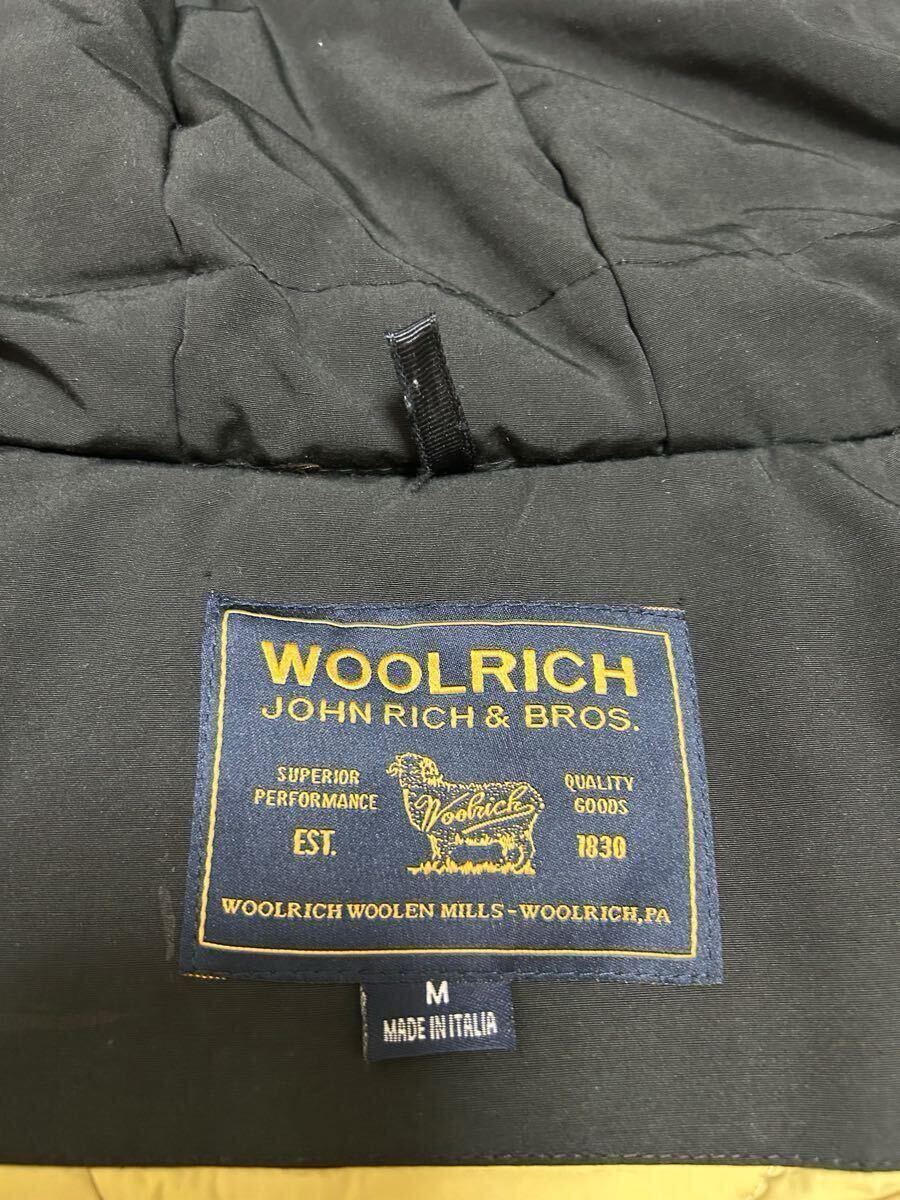 WOOLRICH
JOHN RICH & BROS.
SUPERIOR
PERFORMANCE
EST.
Woolrich
QUALITY
GOODS
1830
WOOLRICH WOOLEN MILLS-WOOLRICH,PA
M
MADE IN ITALIA